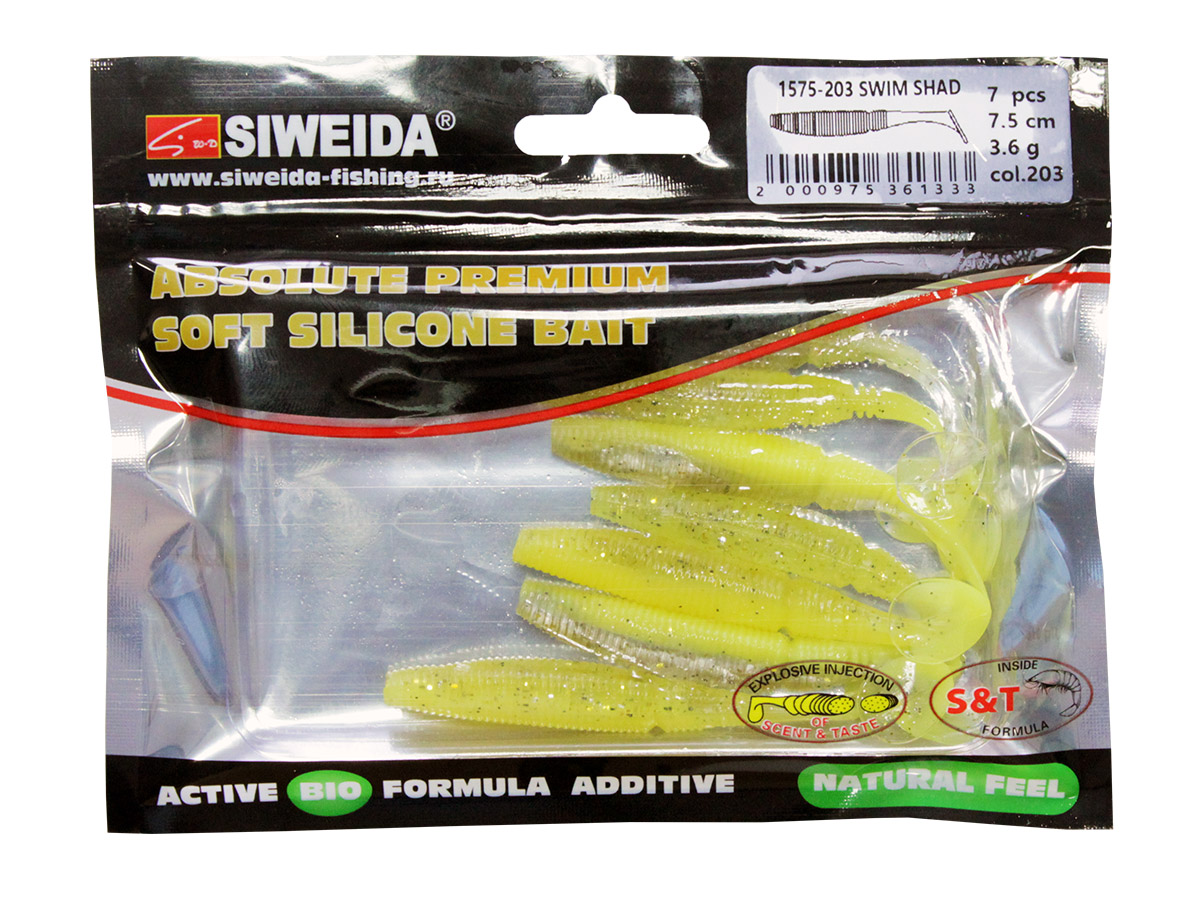 BO-D SIWEIDA®
www.siweida-fishing.ru
1575-203 SWIM SHAD
7 pcs
7.5 cm
3.6 g
col.203
2 000975 361333
ABSOLUTE PREMIUM
SOFT SILICONE BAIT
EXPLOSIVE INJECTION
OF
SCENT & TASTE
INSIDE
S&T
FORMULA
ACTIVE BIO FORMULA ADDITIVE
NATURAL FEEL